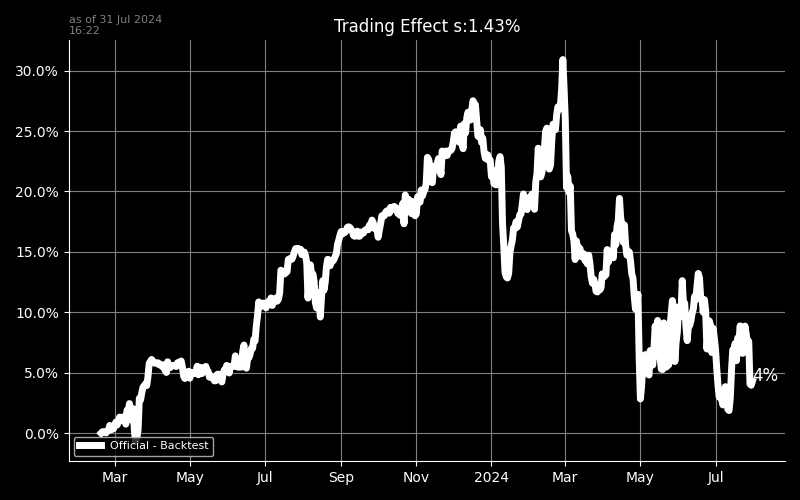 as of 31 Jul 2024
16:22
Trading Effect s:1.43%
30.0%
25.0%
20.0%
15.0%
10.0%
5.0%
0.0%
4%
Official - Backtest
Mar May Jul Sep Nov 2024 Mar May Jul